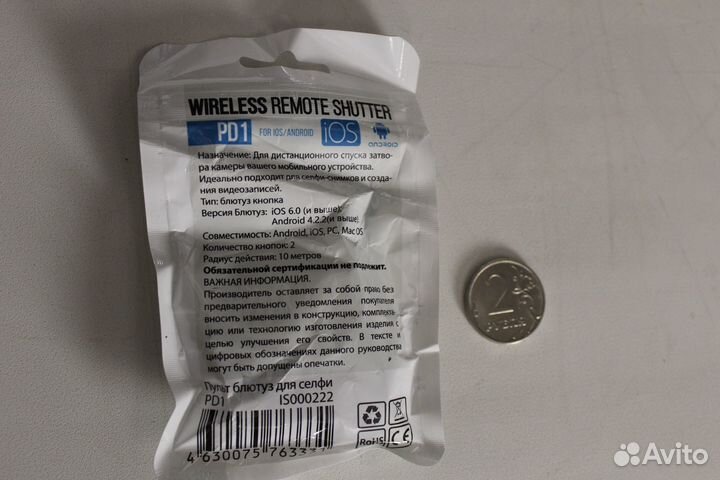 WIRELESS REMOTE SHUTTER
PD1 FOR IOS/ANDROID iOS ANDROID
Назначение: Для дистанционного спуска затво-
ра камеры вашего мобильного устройства.
Идеально подходит для селфи-снимков и созда-
ния видеозаписей.
Тип: блютуз кнопка
Версия Блютуз: iOS 6.0 (и выше);
Android 4.2.2(и выше)
Совместимость: Android, iOS, PC, Mac OS
Количество кнопок: 2
Радиус действия: 10 метров
Обязательной сертификации не подлежит.
ВАЖНАЯ ИНФОРМАЦИЯ.
Производитель оставляет за собой право без
предварительного уведомления покупателя
вносить изменения в конструкцию, комплекта-
цию или технологию изготовления изделия с
целью улучшения его свойств. В тексте и
цифровых обозначениях данного руководства
могут быть допущены опечатки.
Пульт блютуз для селфи
PD1 IS000222
4 630075
RoHS CE
2
РУБЛЯ
Avito